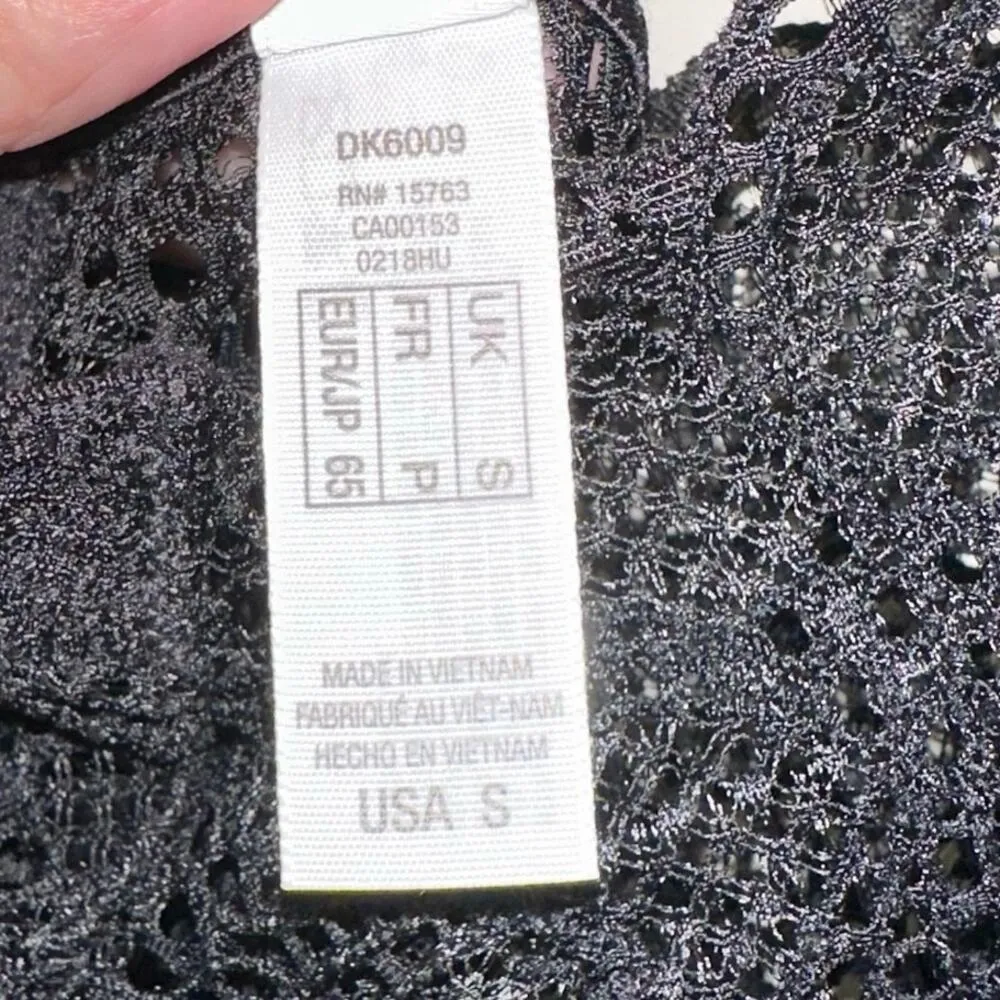 DK6009
RN# 15763
CA00153
0218HU
UK S
FR P
EUR/JP 65
MADE IN VIETNAM
FABRIQUÉ AU VIÊT-NAM
HECHO EN VIETNAM
USA S